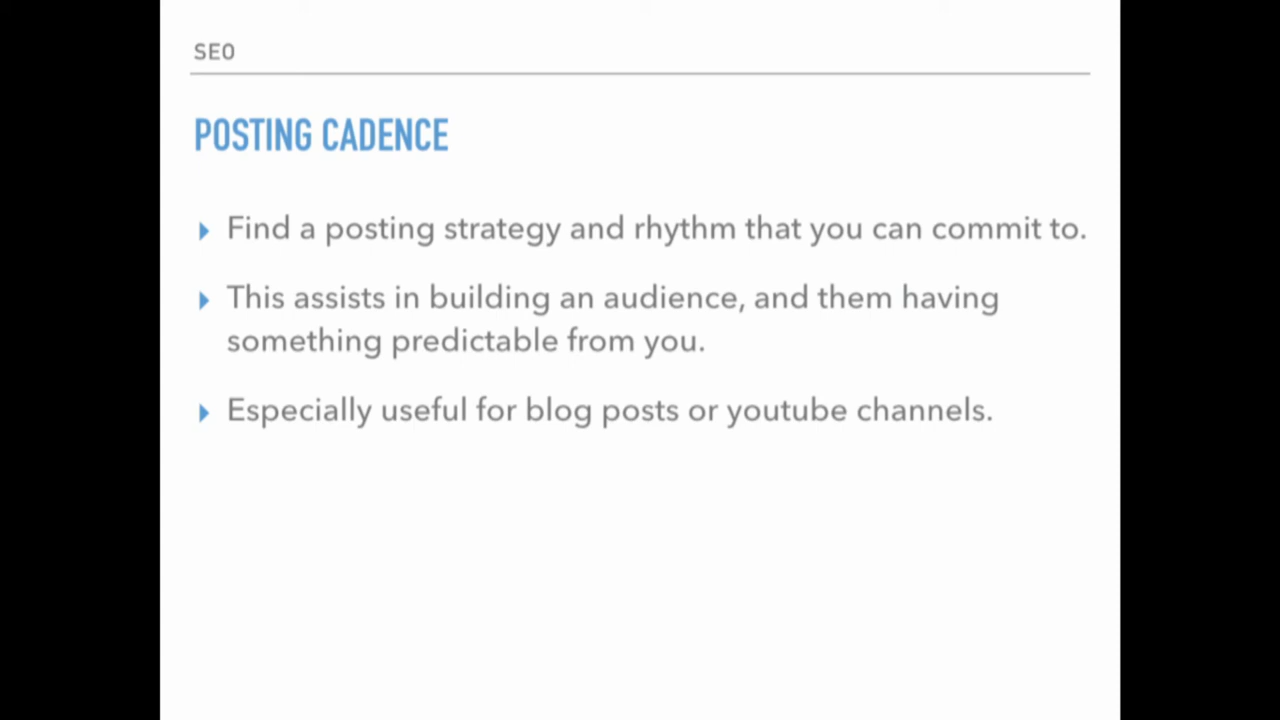 SEO
POSTING CADENCE
Find a posting strategy and rhythm that you can commit to.
This assists in building an audience, and them having
something predictable from you.
Especially useful for blog posts or youtube channels.